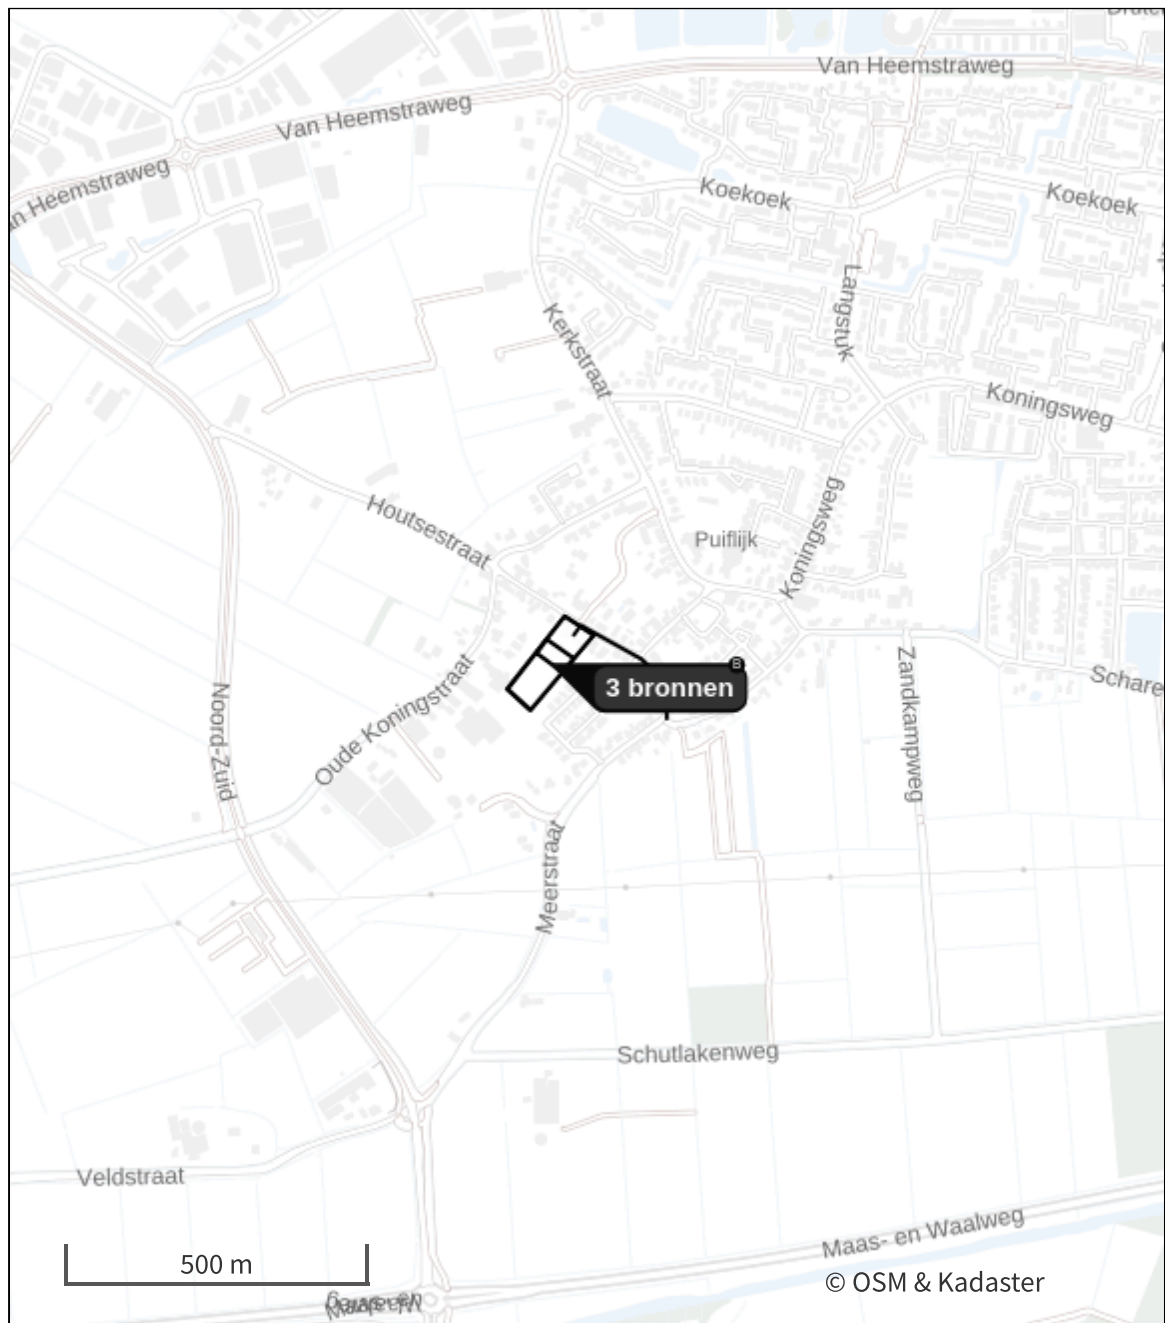 Van Heemstraweg
Van Heemstraweg
an Heemstraweg
Koekoek
Koekoek
Langstuk
Kerkstraat
Koningsweg
Houtsestraat
Puiflijk
Koningsweg
Zandkampweg
B
3 bronnen
Schare
Noord-Zuid
Oude Koningstraat
Meerstraat
Schutlakenweg
Veldstraat
Maas- en Waalweg
500 m
© OSM & Kadaster